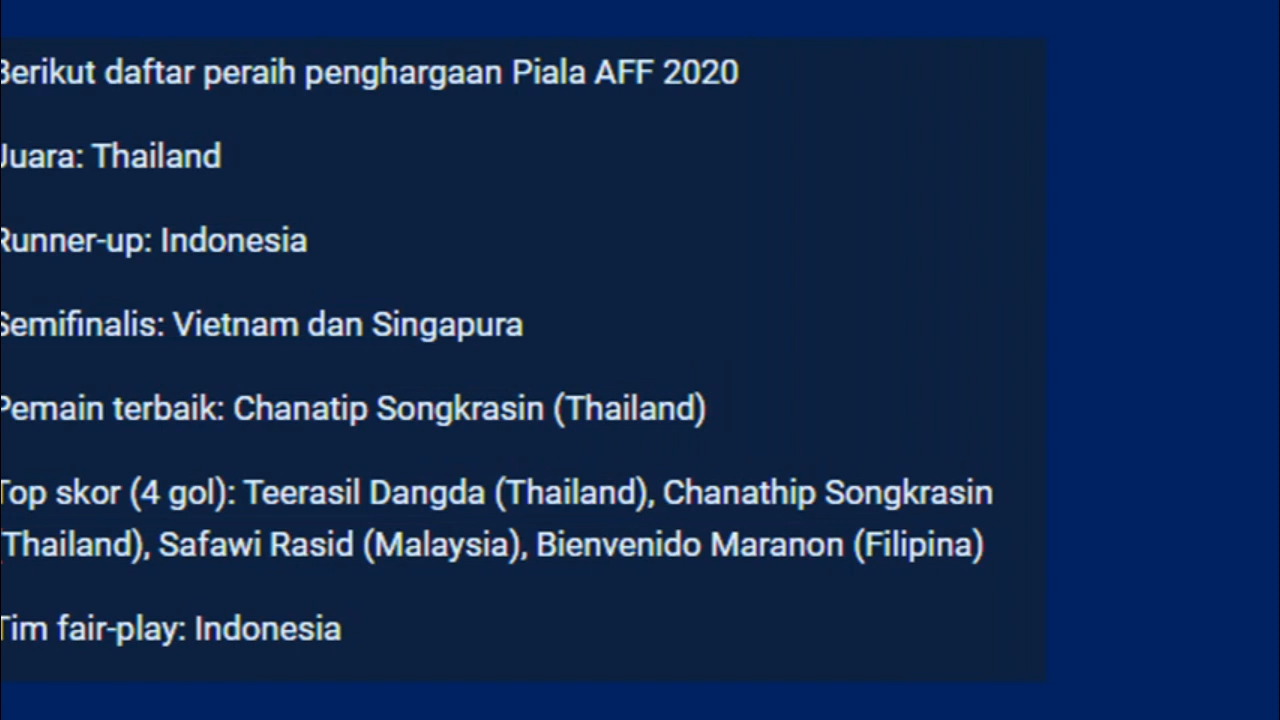 Berikut daftar peraih penghargaan Piala AFF 2020
Juara: Thailand
Runner-up: Indonesia
Semifinalis: Vietnam dan Singapura
Pemain terbaik: Chanatip Songkrasin (Thailand)
Top skor (4 gol): Teerasil Dangda (Thailand), Chanathip Songkrasin
(Thailand), Safawi Rasid (Malaysia), Bienvenido Maranon (Filipina)
Tim fair-play: Indonesia